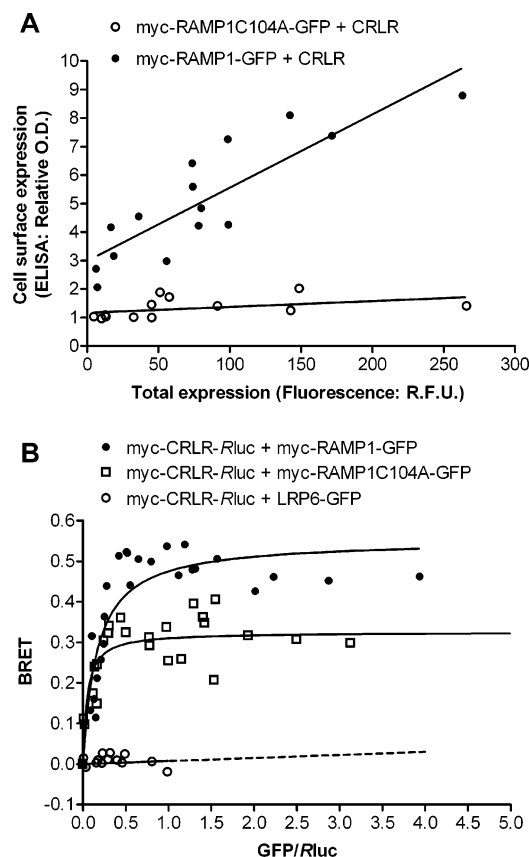 A
myc-RAMP1C104A-GFP + CRLR
myc-RAMP1-GFP + CRLR
Cell surface expression
(ELISA: Relative O.D.)
10
9
8
7
6
5
4
3
2
1
0
0 50 100 150 200 250 300
Total expression (Fluorescence: R.F.U.)
B
myc-CRLR-Rluc + myc-RAMP1-GFP
myc-CRLR-Rluc + myc-RAMP1C104A-GFP
myc-CRLR-Rluc + LRP6-GFP
BRET
0.6
0.5
0.4
0.3
0.2
0.1
0.0
-0.1
0.0 0.5 1.0 1.5 2.0 2.5 3.0 3.5 4.0 4.5 5.0
GFP/Rluc